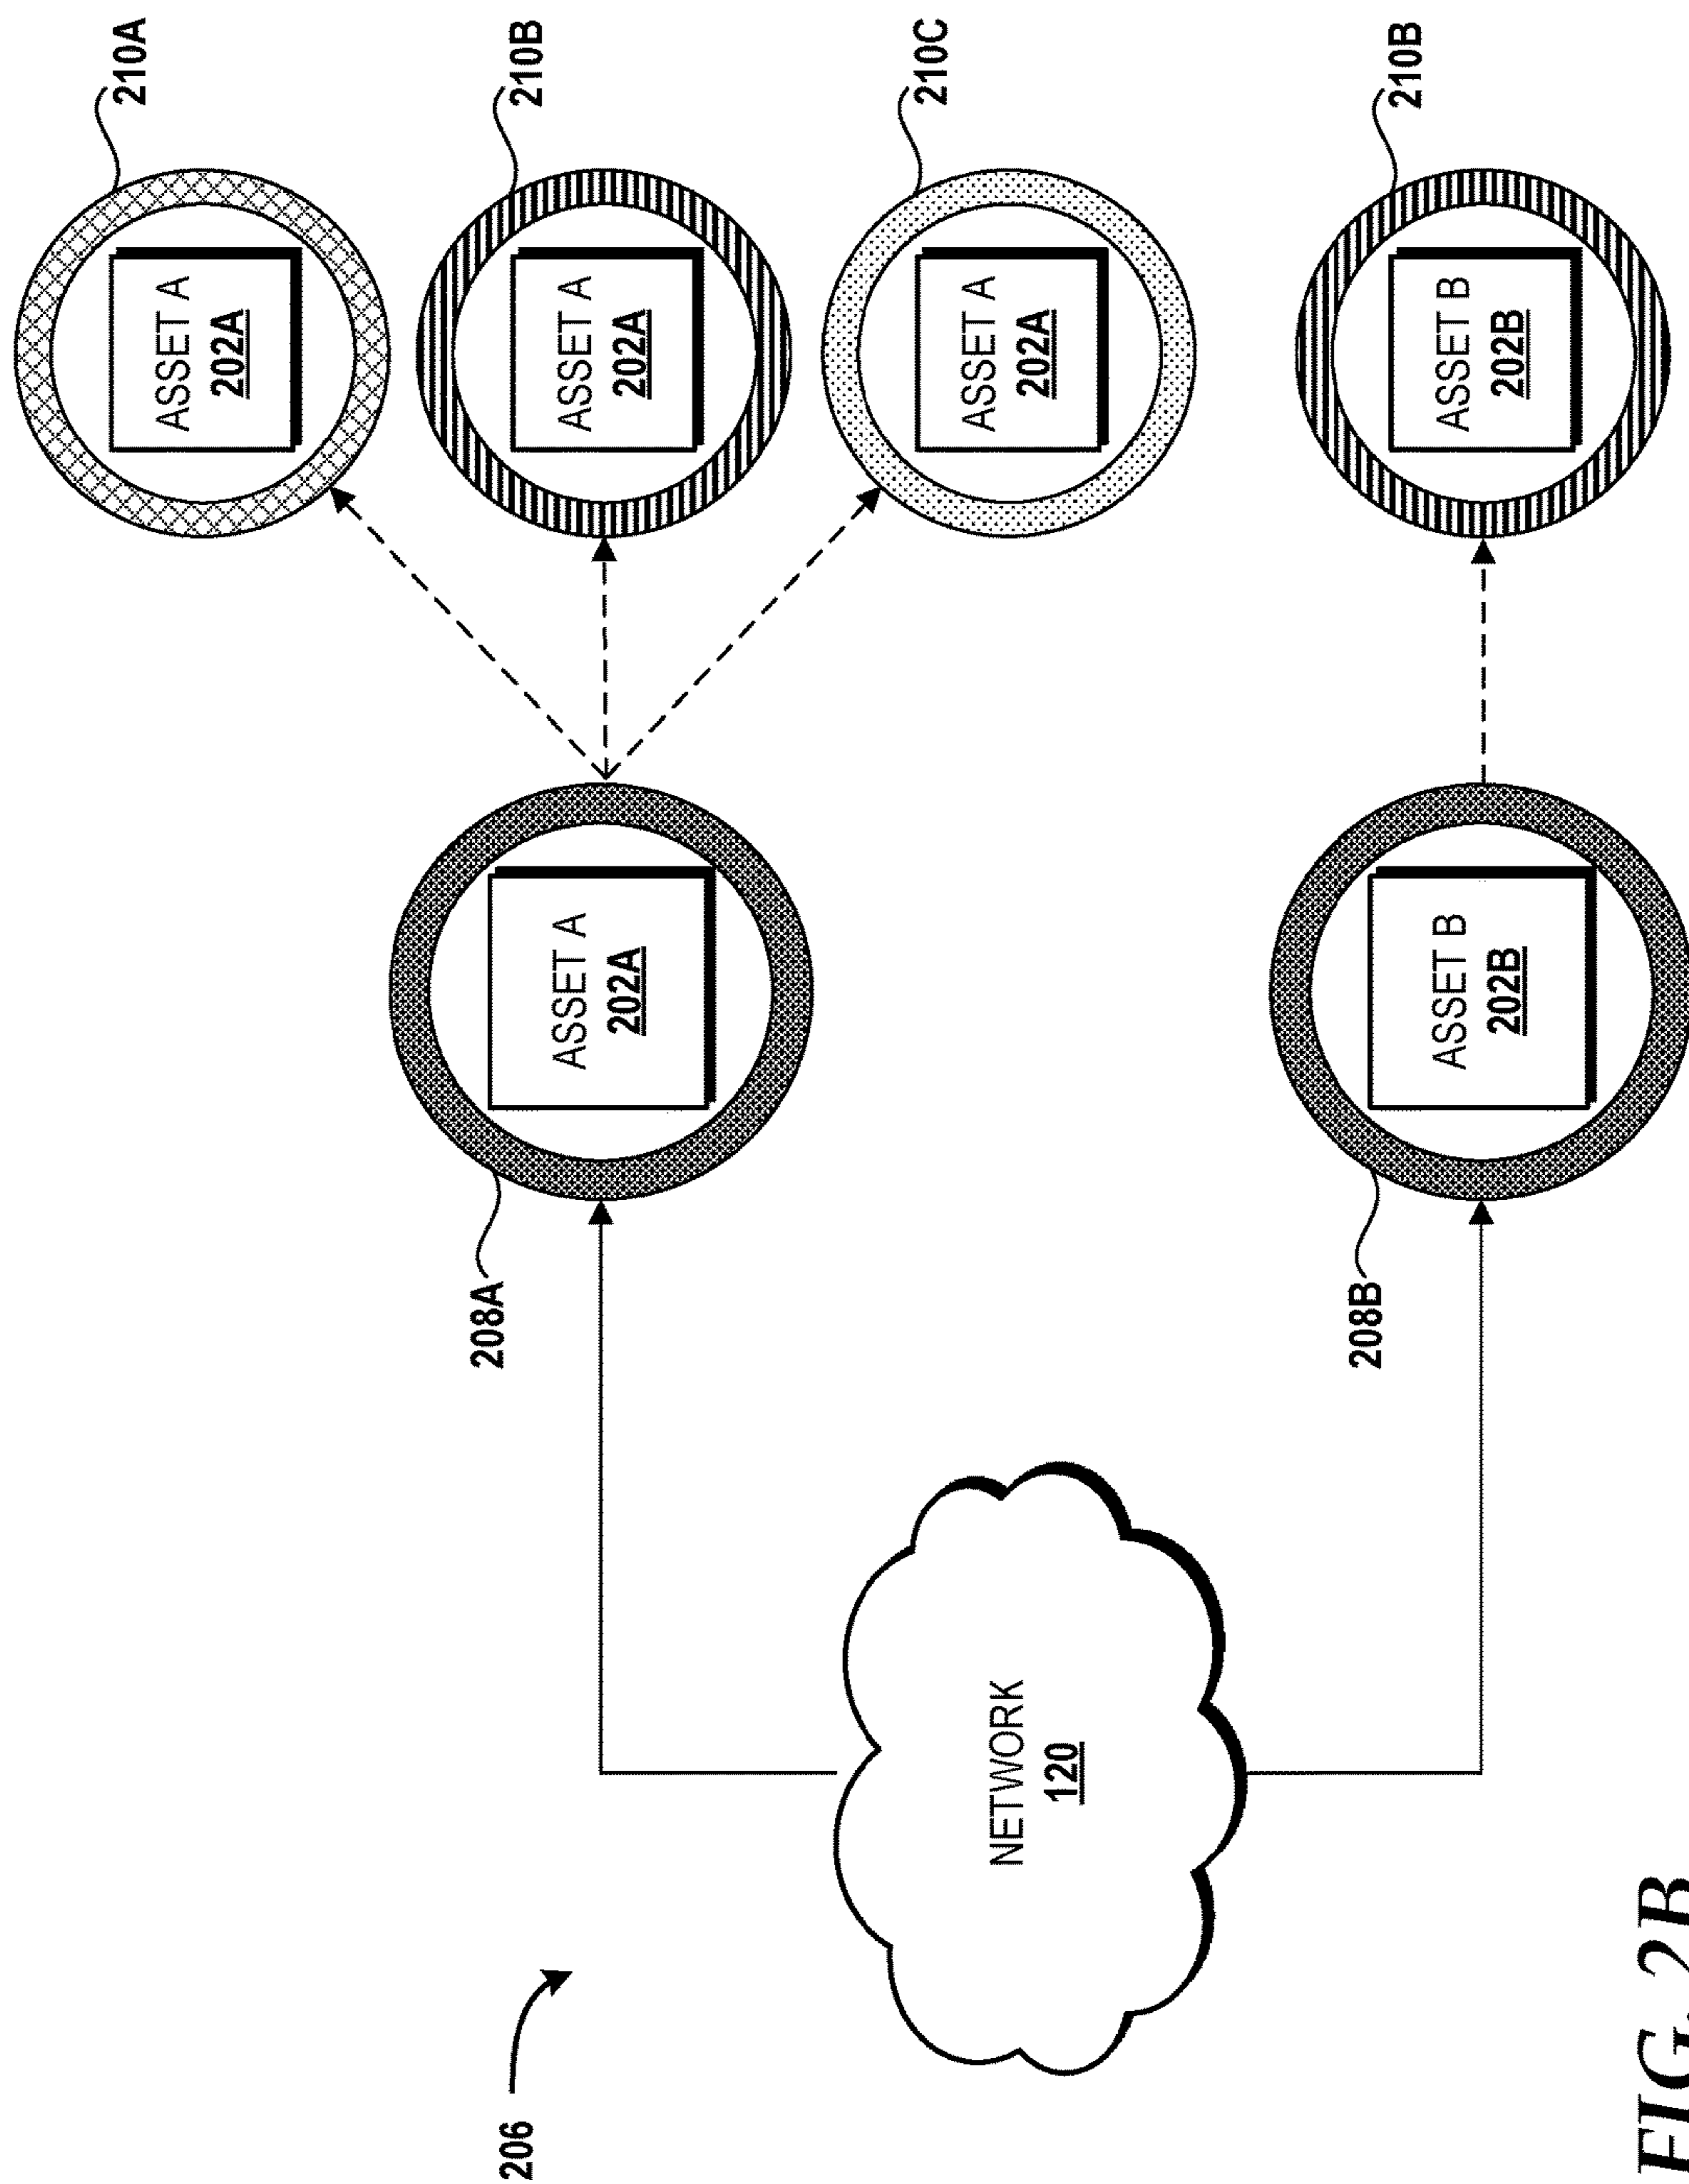 206
NETWORK
120
208A
ASSET A
202A
208B
ASSET B
202B
210A
ASSET A
202A
210B
ASSET A
202A
210C
ASSET A
202A
210B
ASSET B
202B
FIG. 2B